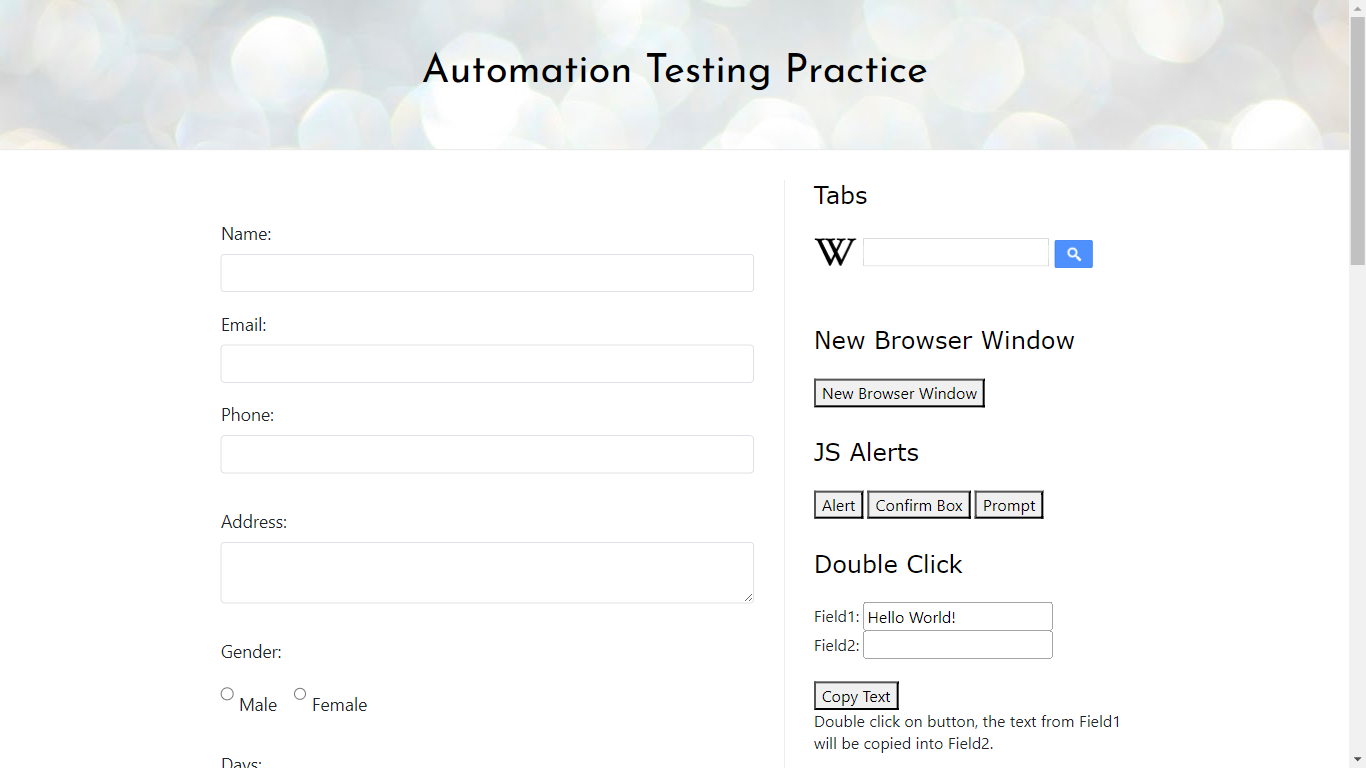 Automation Testing Practice
Name:
Email:
Phone:
Address:
Gender:
Male Female
Days:
Tabs
W
New Browser Window
New Browser Window
JS Alerts
Alert Confirm Box Prompt
Double Click
Field1: Hello World!
Field2:
Copy Text
Double click on button, the text from Field1
will be copied into Field2.